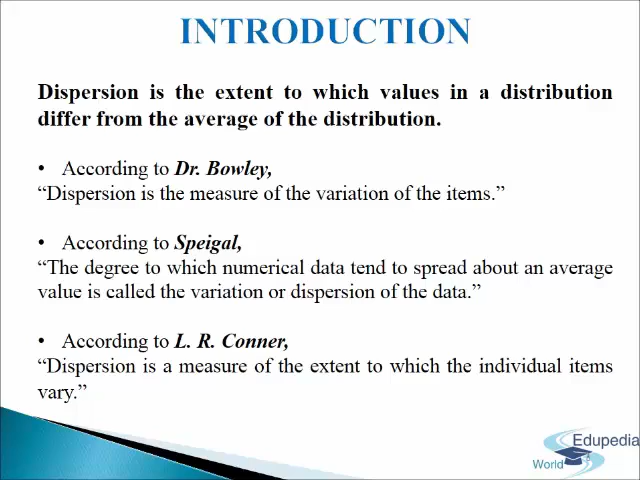 INTRODUCTION
Dispersion is the extent to which values in a distribution
differ from the average of the distribution.
• According to Dr. Bowley,
“Dispersion is the measure of the variation of the items.”
• According to Speigal,
“The degree to which numerical data tend to spread about an average
value is called the variation or dispersion of the data.”
• According to L. R. Conner,
“Dispersion is a measure of the extent to which the individual items
vary.”
Edupedia
World